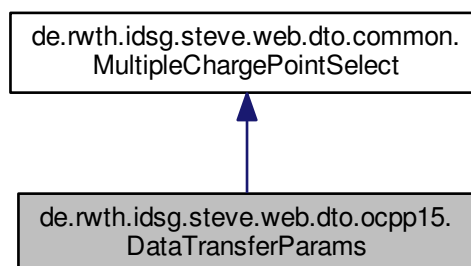 de.rwth.idsg.steve.web.dto.common.
MultipleChargePointSelect
de.rwth.idsg.steve.web.dto.ocpp15.
DataTransferParams